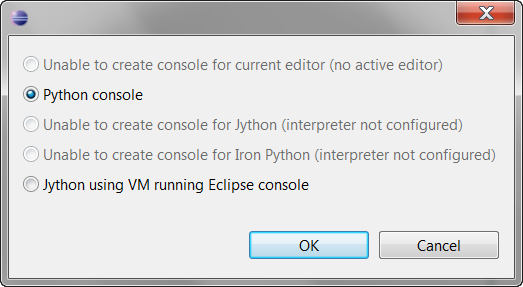 Unable to create console for current editor (no active editor)
Python console
Unable to create console for Jython (interpreter not configured)
Unable to create console for Iron Python (interpreter not configured)
Jython using VM running Eclipse console
OK
Cancel